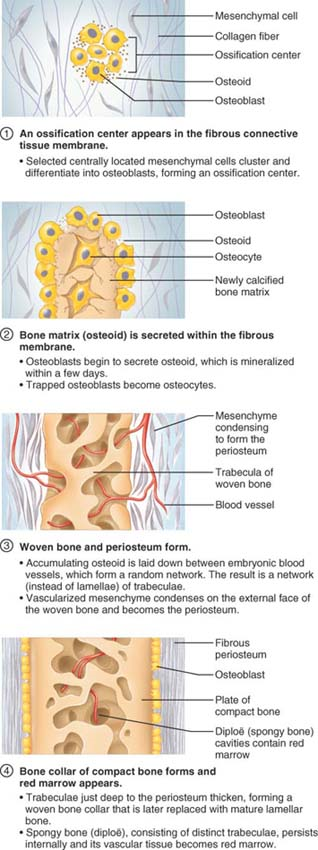 Mesenchymal cell
Collagen fiber
Ossification center
Osteoid
Osteoblast
① An ossification center appears in the fibrous connective
tissue membrane.
• Selected centrally located mesenchymal cells cluster and
differentiate into osteoblasts, forming an ossification center.
Osteoblast
Osteoid
Osteocyte
Newly calcified
bone matrix
② Bone matrix (osteoid) is secreted within the fibrous
membrane.
• Osteoblasts begin to secrete osteoid, which is mineralized
within a few days.
• Trapped osteoblasts become osteocytes.
Mesenchyme
condensing
to form the
periosteum
Trabecula of
woven bone
Blood vessel
③ Woven bone and periosteum form.
• Accumulating osteoid is laid down between embryonic blood
vessels, which form a random network. The result is a network
(instead of lamellae) of trabeculae.
• Vascularized mesenchyme condenses on the external face of
the woven bone and becomes the periosteum.
Fibrous
periosteum
Osteoblast
Plate of
compact bone
Diploë (spongy bone)
cavities contain red
marrow
④ Bone collar of compact bone forms and
red marrow appears.
• Trabeculae just deep to the periosteum thicken, forming a
woven bone collar that is later replaced with mature lamellar
bone.
• Spongy bone (diploë), consisting of distinct trabeculae, persists
internally and its vascular tissue becomes red marrow.